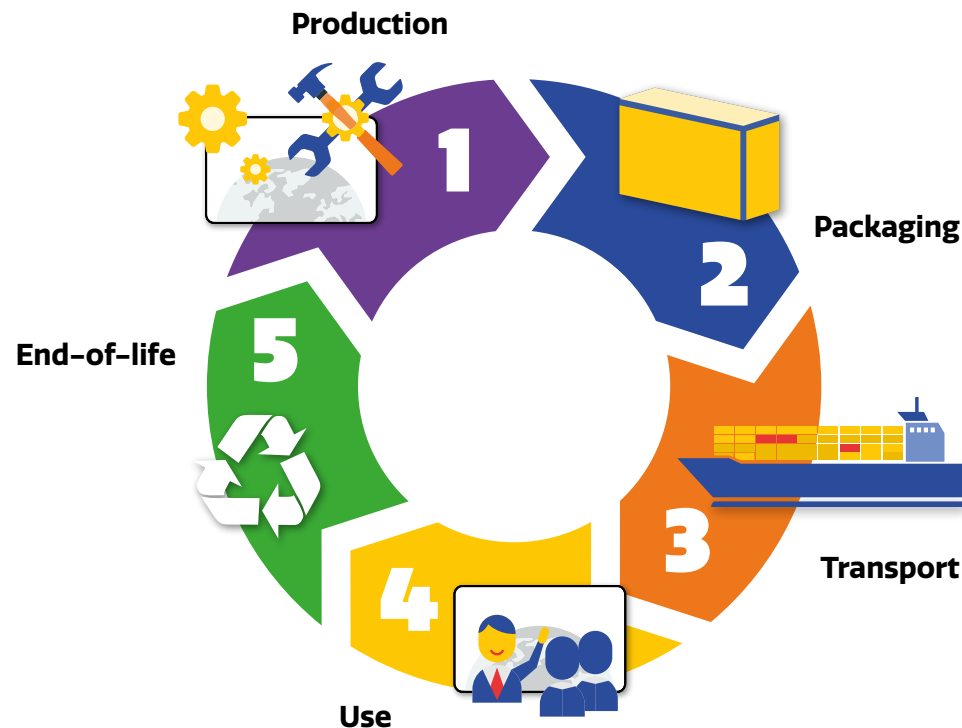 Production
1
2
Packaging
3
Transport
4
Use
5
End-of-life